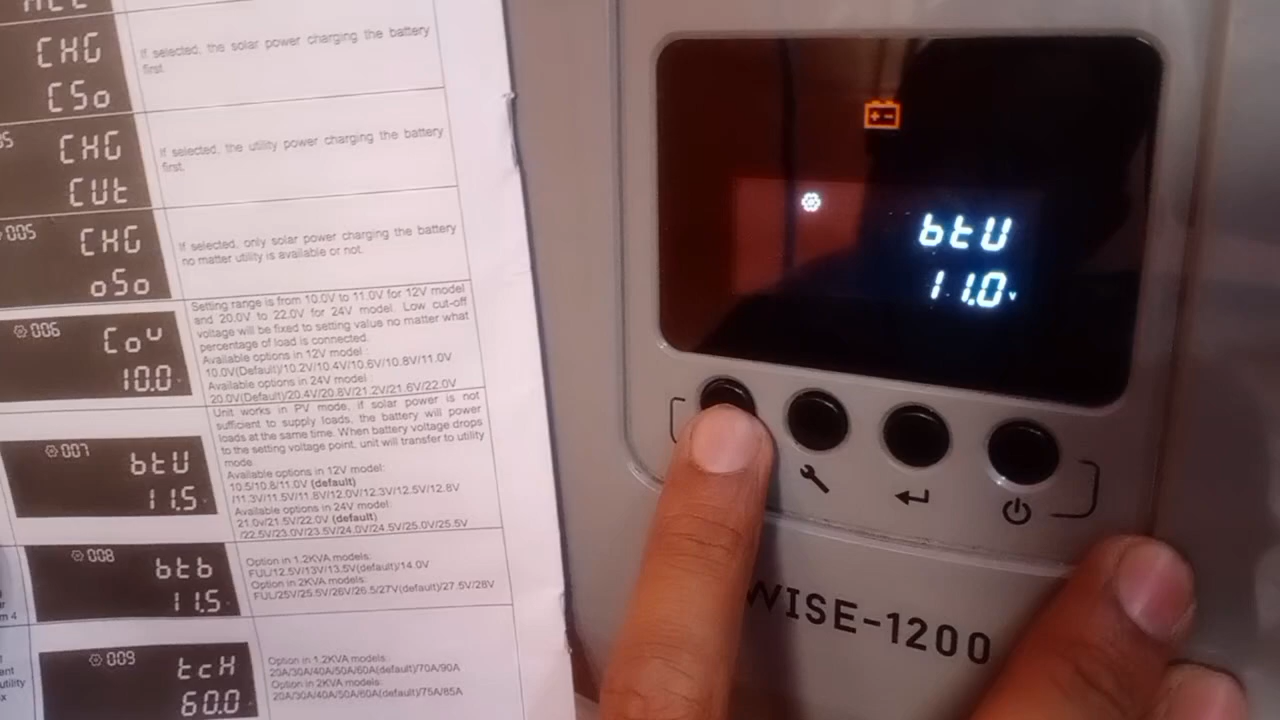 CHG
CSo
If selected, the solar power charging the battery
first.
CHG
CUt
If selected, the utility power charging the battery
first.
005
CHG
oSo
If selected, only solar power charging the battery
no matter utility is available or not.
006
Cov
10.0
Setting range is from 10.0V to 11.0V for 12V model
and 20.0V to 22.0V for 24V model. Low cut-off
voltage will be fixed to setting value no matter what
percentage of load is connected.
Available options in 12V model :
10.0V(Default)/10.2V/10.4V/10.6V/10.8V/11.0V
Available options in 24V model :
20.0V(Default)/20.4V/20.8V/21.2V/21.6V/22.0V
007
btU
11.5
Unit works in PV mode, if solar power is not
sufficient to supply loads, the battery will power
loads at the same time. When battery voltage drops
to the setting voltage point, unit will transfer to utility
mode
Available options in 12V model:
10.5/10.8/11.0V (default)
/11.3V/11.5V/11.8V/12.0V/12.3V/12.5V/12.8V
Available options in 24V model:
21.0v/21.5V/22.0V (default)
/22.5V/23.0V/23.5V/24.0V/24.5V/25.0V/25.5V
008
btb
11.5
Option in 1.2KVA models:
FUL/12.5V/13V/13.5V(default)/14.0V
Option in 2KVA models:
FUL/25V/25.5V/26V/26.5/27V(default)/27.5V/28V
009
tcH
60.0
Option in 1.2KVA models:
20A/30A/40A/50A/60A(default)/70A/90A
Option in 2KVA models:
20A/30A/40A/50A/60A(default)/75A/85A
m 4
utility
btU
11.0v
WISE-1200